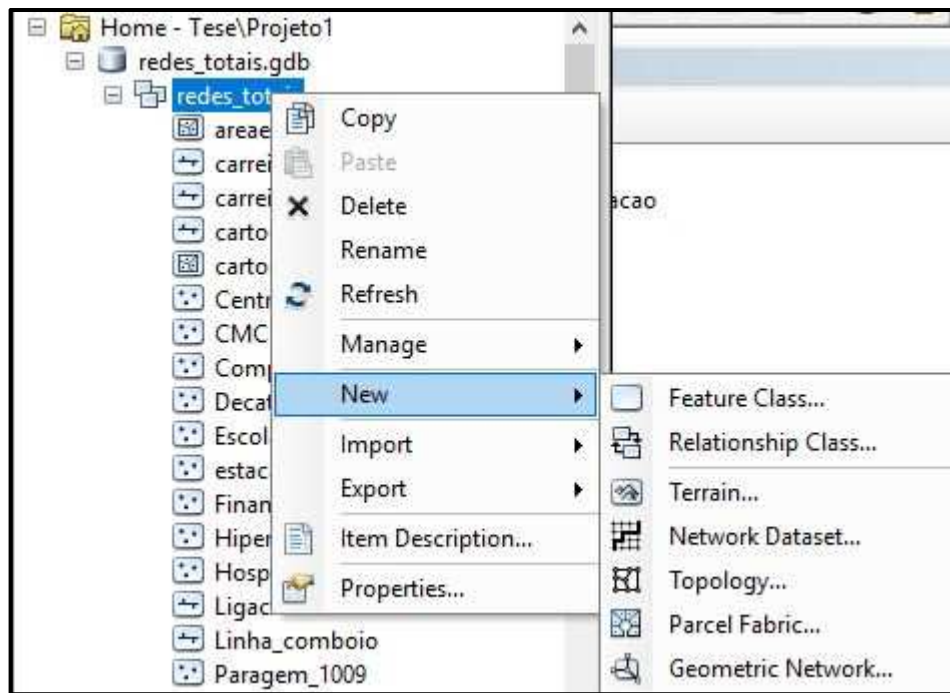 Home - Tese\Projeto1
redes_totais.gdb
redes_tot
areae
carrei
carrei
carto
carto
Centr
CMC
Comp
Decat
Escol
estac
Finan
Hiper
Hosp
Ligac
Linha_comboio
Paragem_1009
Copy
Paste
Delete
Rename
Refresh
Manage
New
Import
Export
Item Description...
Properties...
acao
Feature Class...
Relationship Class...
Terrain...
Network Dataset...
Topology...
Parcel Fabric...
Geometric Network...